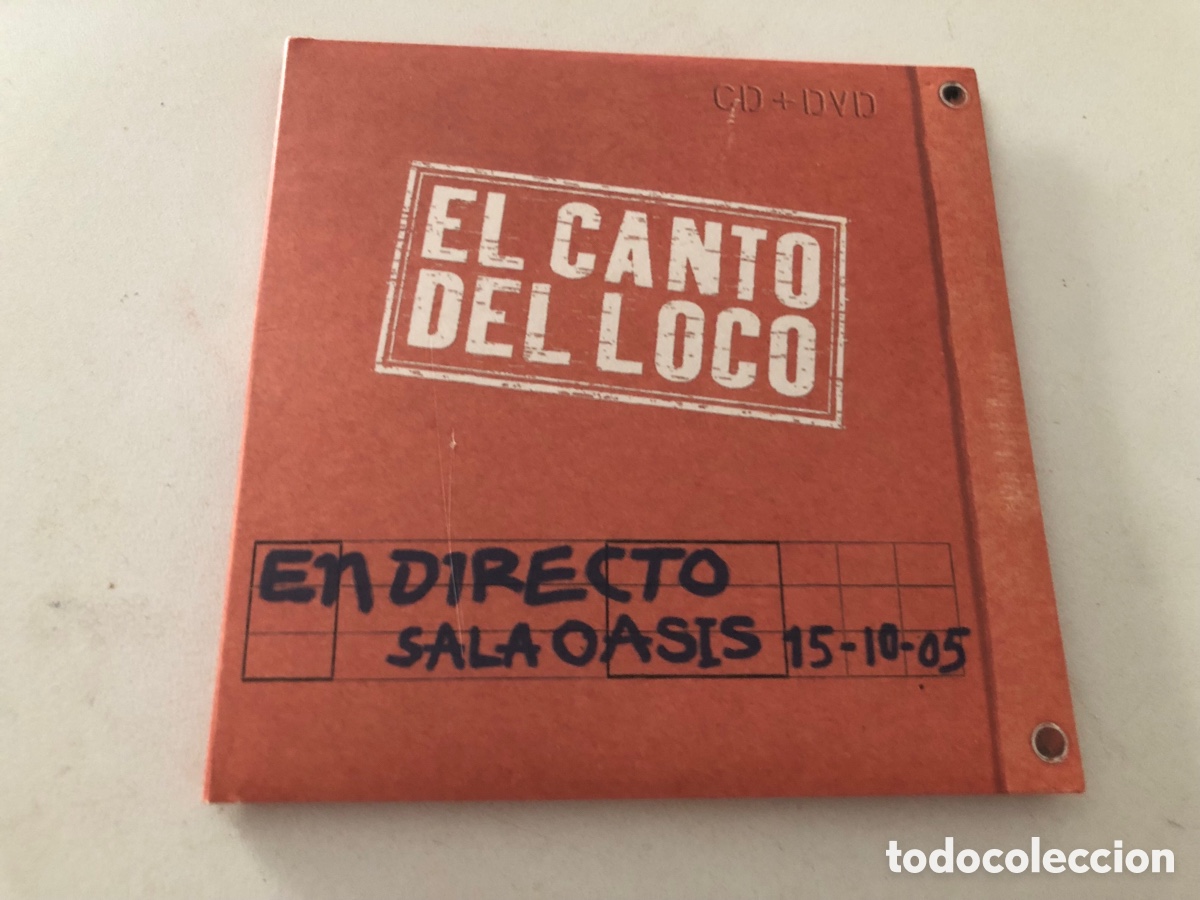 CD+DVD
EL CANTO
DEL LOCO
En DIRECTO
SALA OASIS 15-10-05
todocoleccion